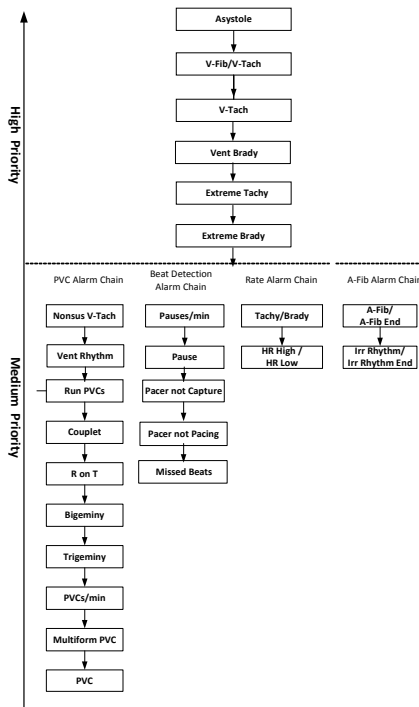 Asystole
V-Fib/V-Tach
V-Tach
Vent Brady
Extreme Tachy
Extreme Brady
High Priority
Medium Priority
PVC Alarm Chain
Nonsus V-Tach
Vent Rhythm
Run PVCs
Couplet
R on T
Bigeminy
Trigeminy
PVCs/min
Multiform PVC
PVC
Beat Detection
Alarm Chain
Pauses/min
Pause
Pacer not Capture
Pacer not Pacing
Missed Beats
Rate Alarm Chain
Tachy/Brady
HR High /
HR Low
A-Fib Alarm Chain
A-Fib/
A-Fib End
Irr Rhythm/
Irr Rhythm End